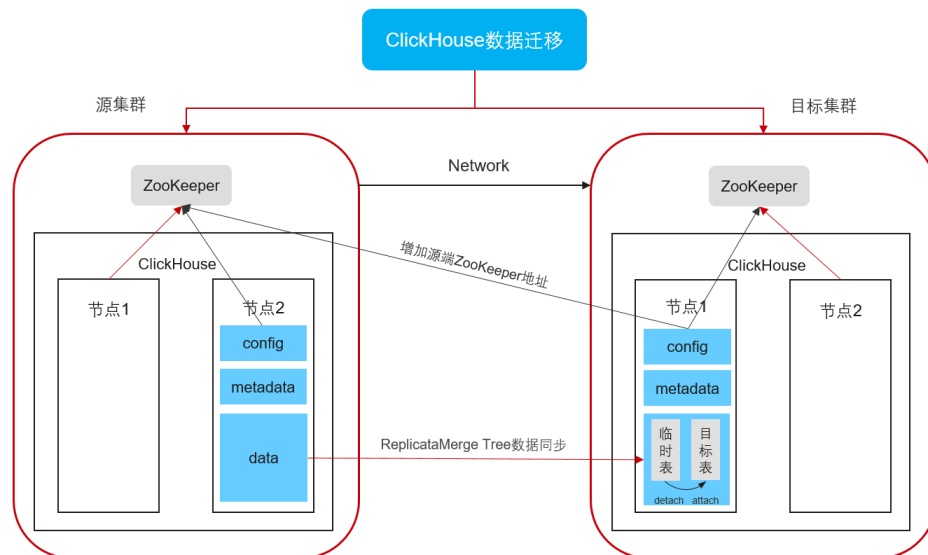 ClickHouse数据迁移
源集群
目标集群
ZooKeeper
Network
ZooKeeper
增加源端ZooKeeper地址
ClickHouse
ClickHouse
节点1
节点2
节点1
节点2
config
config
metadata
metadata
data
ReplicataMerge Tree数据同步
临时表
目标表
detach
attach